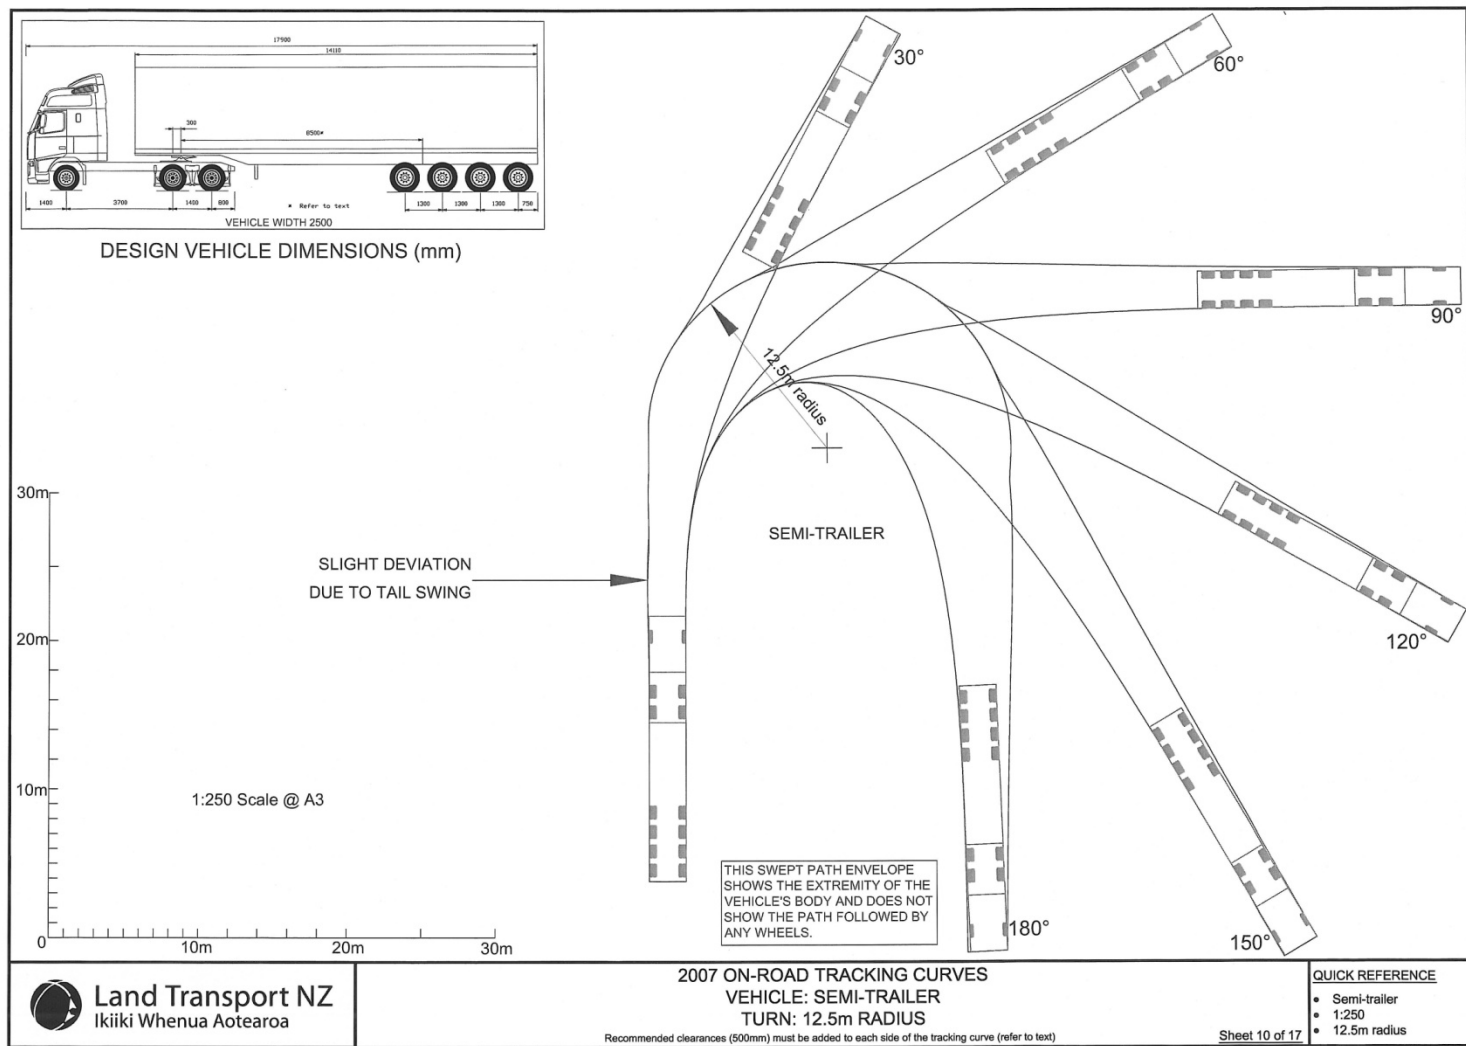 17900
14110
300
8500*
1400
3700
1400
800
* Refer to text
1300
1300
1300
750
VEHICLE WIDTH 2500
DESIGN VEHICLE DIMENSIONS (mm)
30°
60°
90°
12.5m radius
30m
SEMI-TRAILER
SLIGHT DEVIATION
DUE TO TAIL SWING
20m
120°
10m
1:250 Scale @ A3
THIS SWEPT PATH ENVELOPE
SHOWS THE EXTREMITY OF THE
VEHICLE'S BODY AND DOES NOT
SHOW THE PATH FOLLOWED BY
ANY WHEELS.
180°
150°
0
10m
20m
30m
Land Transport NZ
Ikiiki Whenua Aotearoa
2007 ON-ROAD TRACKING CURVES
VEHICLE: SEMI-TRAILER
TURN: 12.5m RADIUS
Recommended clearances (500mm) must be added to each side of the tracking curve (refer to text)
Sheet 10 of 17
QUICK REFERENCE
• Semi-trailer
• 1:250
• 12.5m radius